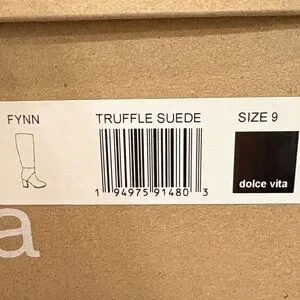 FYNN TRUFFLE SUEDE SIZE 9
1 94975 91480 3
dolce vita
a